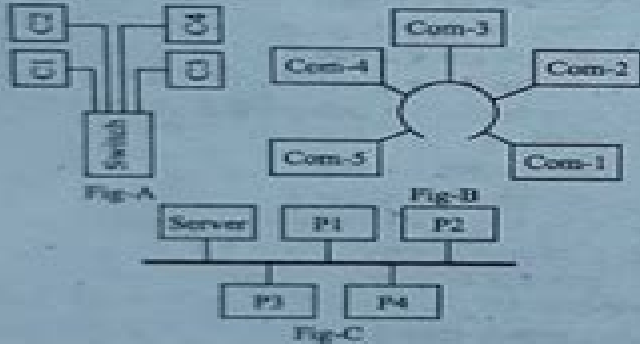 Switch
Fig-A
Com-3
Com-4
Com-2
Com-5
Com-1
Fig-B
Server
P1
P2
P3
P4
Fig-C